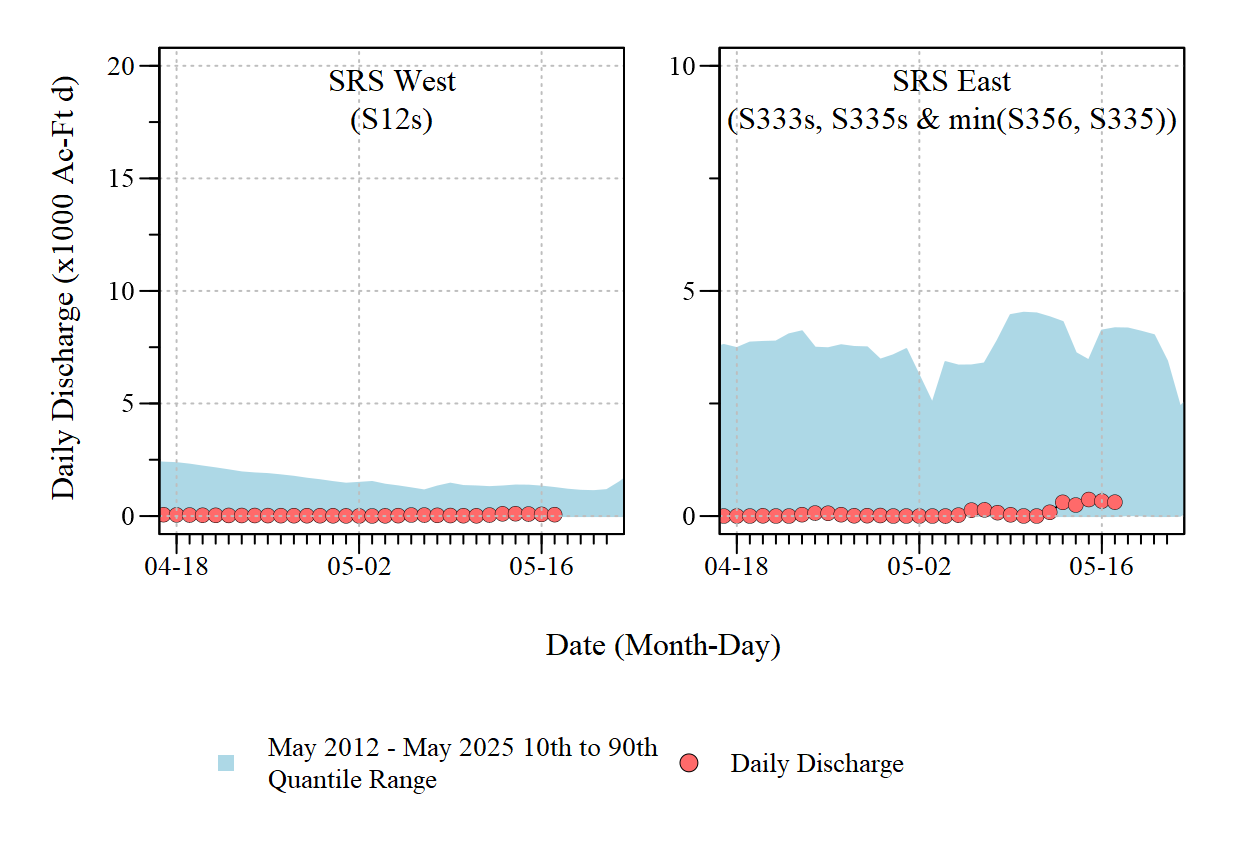 SRS West
(S12s)
SRS East
(S333s, S335s & min(S356, S335))
Daily Discharge (x1000 Ac-Ft d)
20
15
10
5
0
10
5
0
04-18
05-02
05-16
04-18
05-02
05-16
Date (Month-Day)
May 2012 - May 2025 10th to 90th
Quantile Range
Daily Discharge